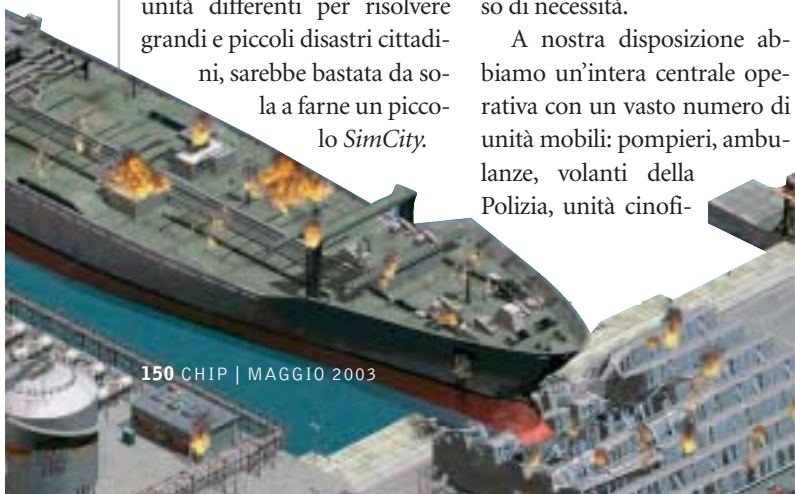 unità differenti per risolvere
grandi e piccoli disastri cittadi-
ni, sarebbe bastata da so-
la a farne un picco-
lo SimCity.
so di necessità.
A nostra disposizione ab-
biamo un’intera centrale ope-
rativa con un vasto numero di
unità mobili: pompieri, ambu-
lanze, volanti della
Polizia, unità cinofi-
150 CHIP | MAGGIO 2003